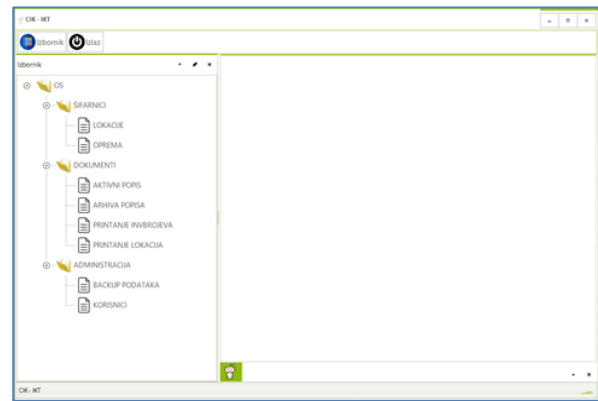 CIK - IKT
Izbornik Izlaz
Izbornik
OS
ŠIFARNICI
LOKACIJE
OPREMA
DOKUMENTI
AKTIVNI POPIS
ARHIVA POPISA
PRINTANJE INVBROJEVA
PRINTANJE LOKACIJA
ADMINISTRACIJA
BACKUP PODATAKA
KORISNICI
CIK - IKT